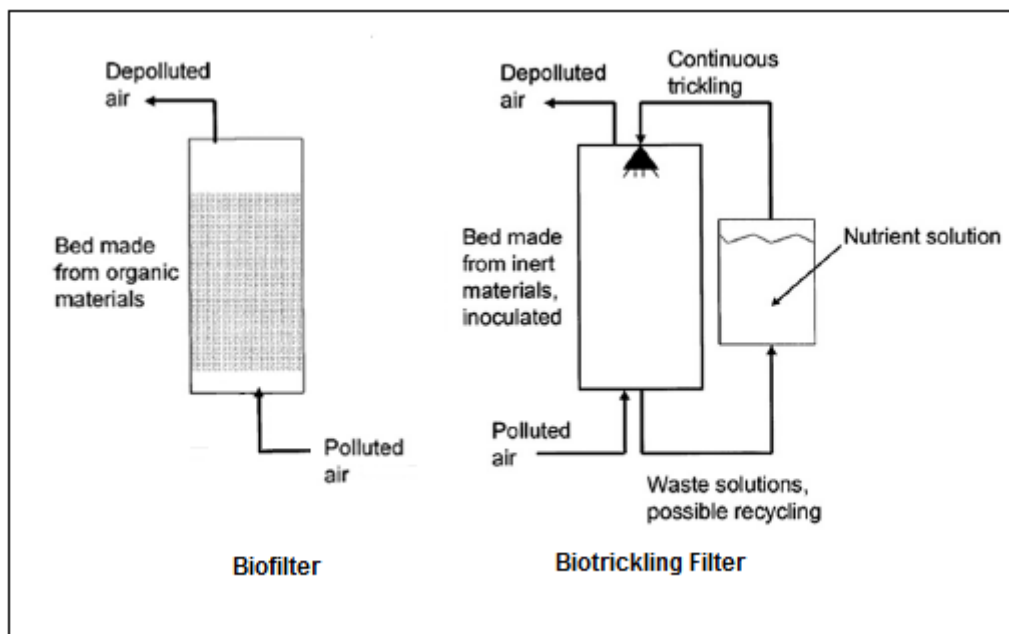 Depolluted
air
Bed made
from organic
materials
Polluted
air
Biofilter
Depolluted
air
Continuous
trickling
Bed made
from inert
materials,
inoculated
Nutrient solution
Polluted
air
Waste solutions,
possible recycling
Biotrickling Filter